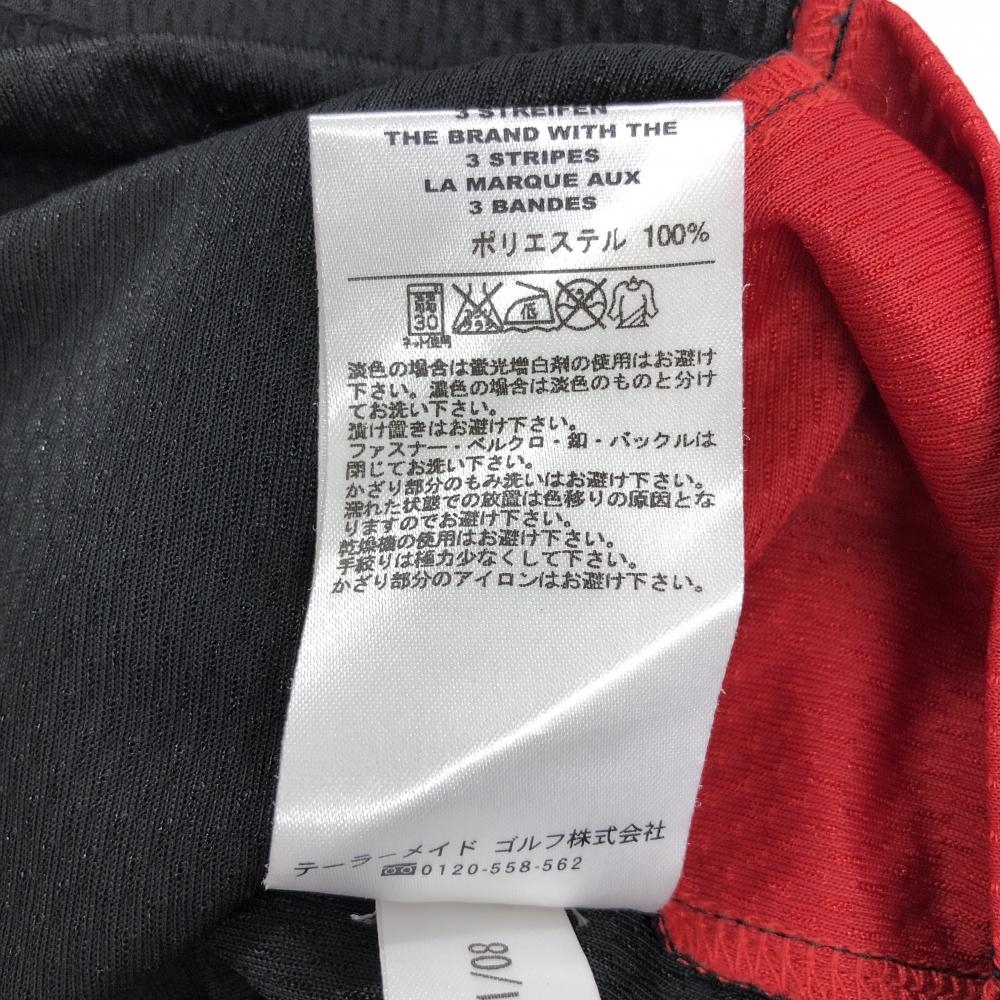 3 STREIFEN
THE BRAND WITH THE
3 STRIPES
LA MARQUE AUX
3 BANDES
ポリエステル 100%
30
低
ネット使用
淡色の場合は蛍光増白剤の使用はお避け
下さい。濃色の場合は淡色のものと分け
てお洗い下さい。
漬け置きはお避け下さい。
ファスナー・ベルクロ・釦・バックルは
閉じてお洗い下さい。
かざり部分のもみ洗いはお避け下さい。
濡れた状態での放置は色移りの原因とな
りますのでお避け下さい。
乾燥機の使用はお避け下さい。
手絞りは極力少なくして下さい。
かざり部分のアイロンはお避け下さい。
テーラーメイド ゴルフ株式会社
0120-558-562
08/1